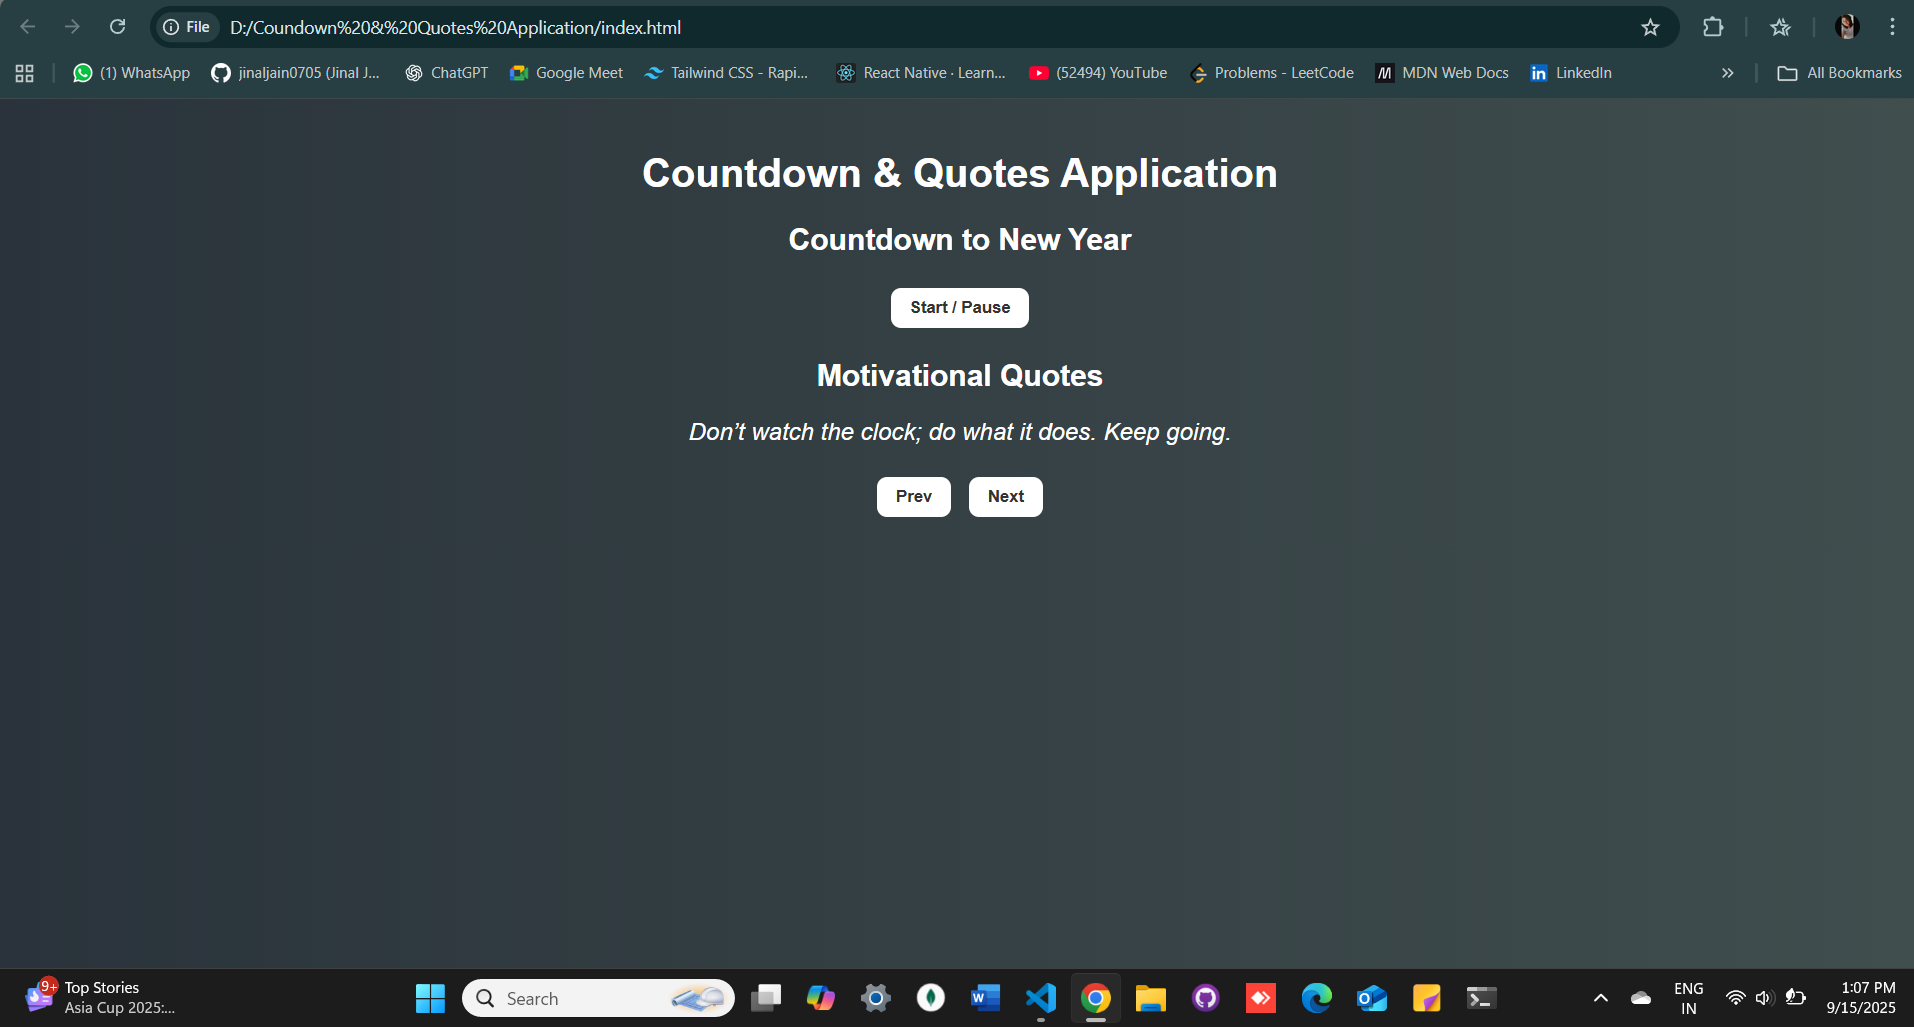 File D:/Coundown%20&%20Quotes%20Application/index.html
(1) WhatsApp jinaljain0705 (Jinal J... ChatGPT Google Meet Tailwind CSS - Rapi... React Native · Learn... (52494) YouTube Problems - LeetCode MDN Web Docs LinkedIn » All Bookmarks
Countdown & Quotes Application
Countdown to New Year
Start / Pause
Motivational Quotes
Don’t watch the clock; do what it does. Keep going.
Prev Next
9+ Top Stories
Asia Cup 2025:...
Search
ENG
IN
1:07 PM
9/15/2025